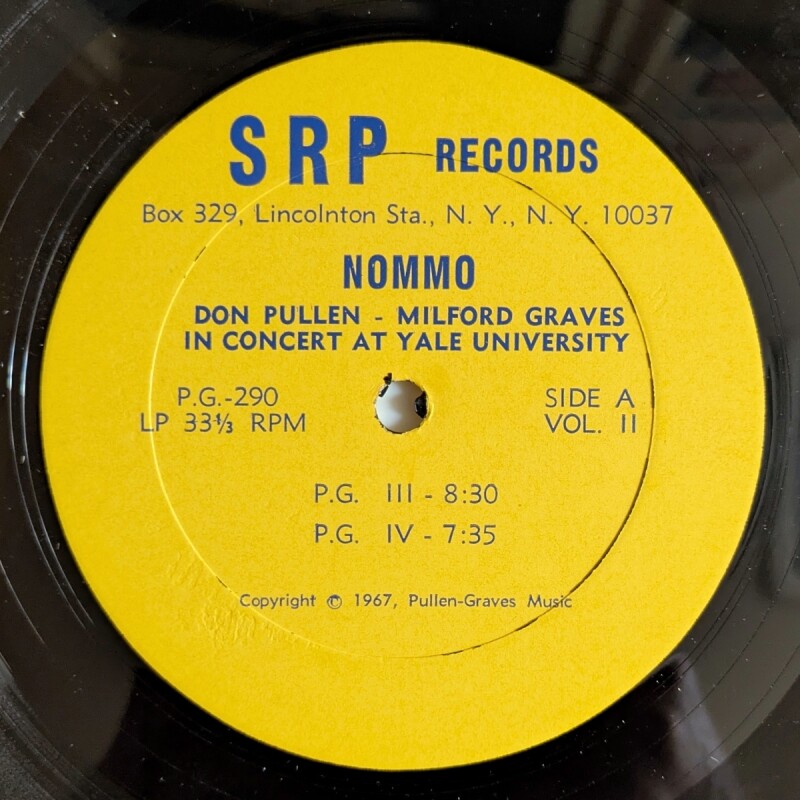 SRP RECORDS
Box 329, Lincolnton Sta., N. Y., N. Y. 10037
NOMMO
DON PULLEN - MILFORD GRAVES
IN CONCERT AT YALE UNIVERSITY
P.G.-290 SIDE A
LP 33⅓ RPM VOL. II
P.G. III - 8:30
P.G. IV - 7:35
Copyright © 1967, Pullen-Graves Music